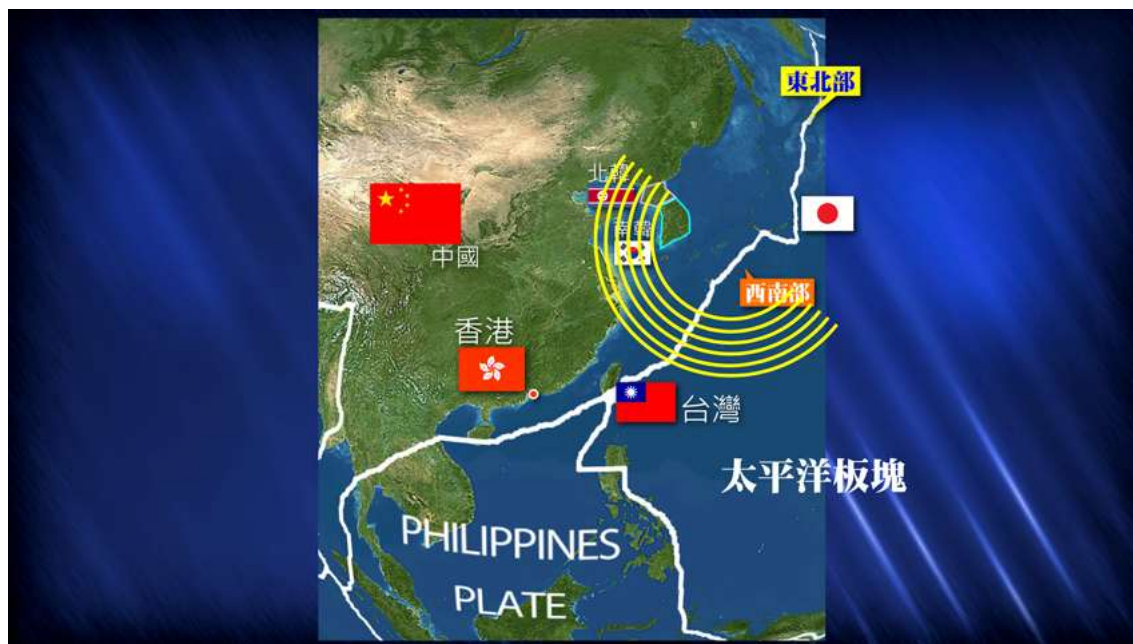 東北部
北韓
南韓
中國
西南部
香港
台灣
太平洋板塊
PHILIPPINES
PLATE